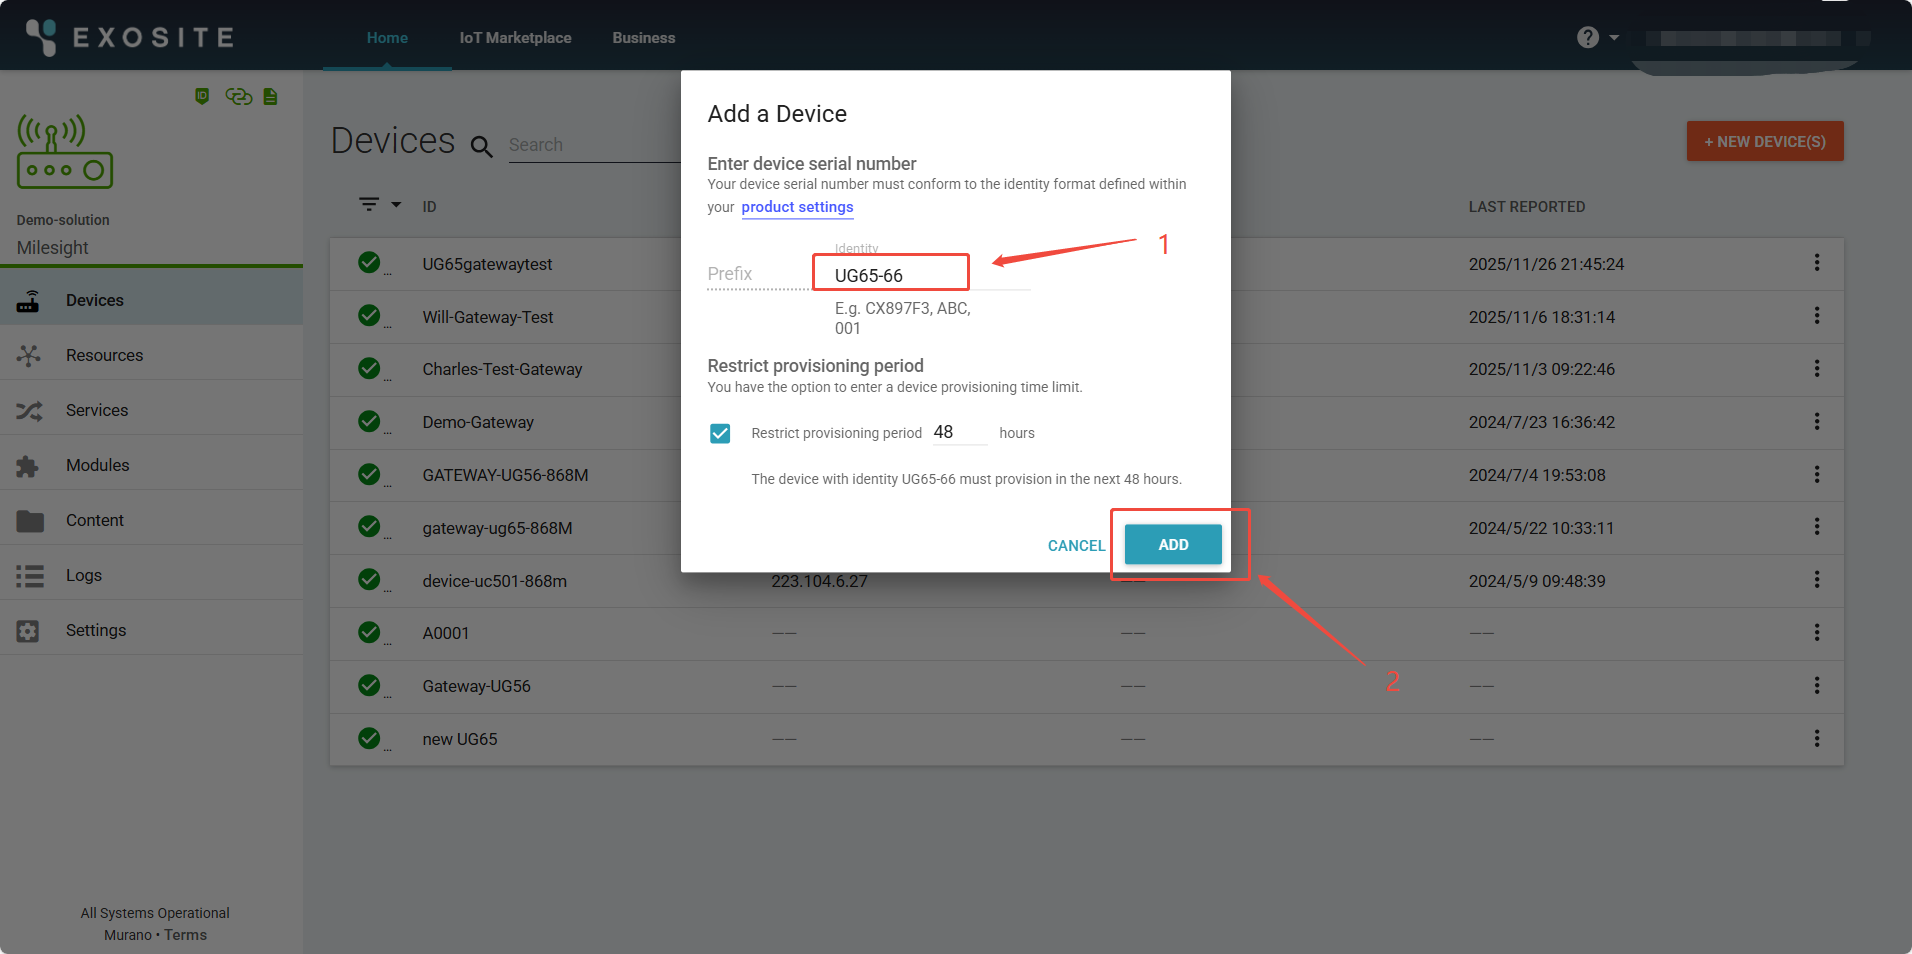 EXOSITE
Home
IoT Marketplace
Business
?
ID
Demo-solution
Milesight
Devices
Resources
Services
Modules
Content
Logs
Settings
All Systems Operational
Murano • Terms
Devices
Search
+ NEW DEVICE(S)
ID
LAST REPORTED
UG65gatewaytest
2025/11/26 21:45:24
Will-Gateway-Test
2025/11/6 18:31:14
Charles-Test-Gateway
2025/11/3 09:22:46
Demo-Gateway
2024/7/23 16:36:42
GATEWAY-UG56-868M
2024/7/4 19:53:08
gateway-ug65-868M
2024/5/22 10:33:11
device-uc501-868m
223.104.6.27
2024/5/9 09:48:39
A0001
Gateway-UG56
new UG65
Add a Device
Enter device serial number
Your device serial number must conform to the identity format defined within
your product settings
Prefix
Identity
UG65-66
E.g. CX897F3, ABC,
001
1
Restrict provisioning period
You have the option to enter a device provisioning time limit.
Restrict provisioning period 48 hours
The device with identity UG65-66 must provision in the next 48 hours.
CANCEL
ADD
2